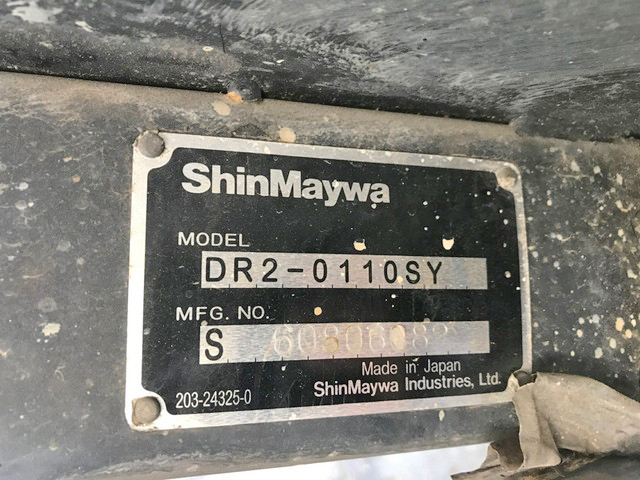 ShinMaywa
MODEL
DR2-0110SY
MFG. NO.
S
Made in Japan
ShinMaywa Industries, Ltd.
203-24325-0